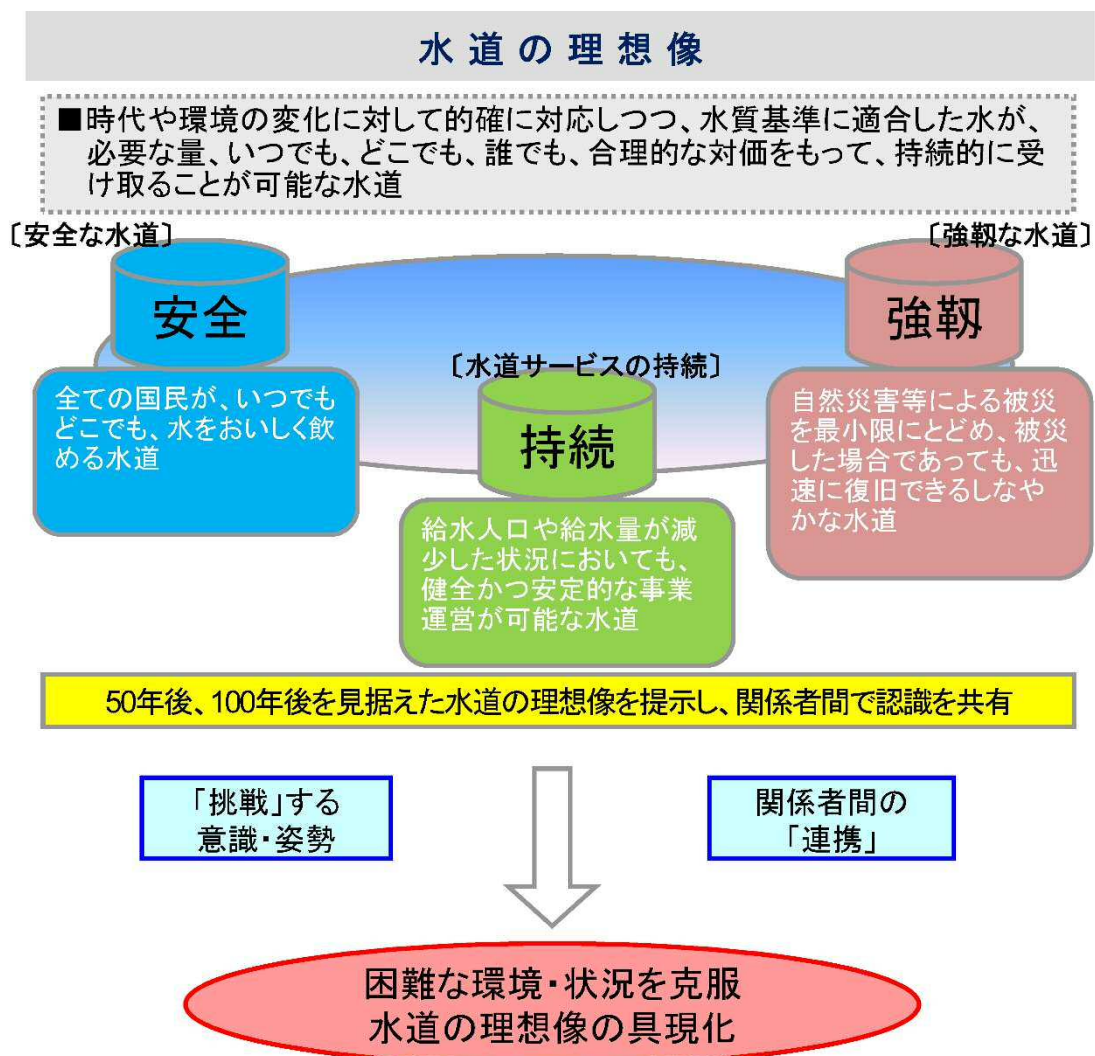 水道の理想像
■時代や環境の変化に対して的確に対応しつつ、水質基準に適合した水が、
必要な量、いつでも、どこでも、誰でも、合理的な対価をもって、持続的に受
け取ることが可能な水道
〔安全な水道〕
安全
全ての国民が、いつでも
どこでも、水をおいしく飲
める水道
〔水道サービスの持続〕
持続
給水人口や給水量が減
少した状況においても、
健全かつ安定的な事業
運営が可能な水道
〔強靭な水道〕
強靱
自然災害等による被災
を最小限にとどめ、被災
した場合であっても、迅
速に復旧できるしなや
かな水道
50年後、100年後を見据えた水道の理想像を提示し、関係者間で認識を共有
「挑戦」する
意識・姿勢
関係者間の
「連携」
困難な環境・状況を克服
水道の理想像の具現化